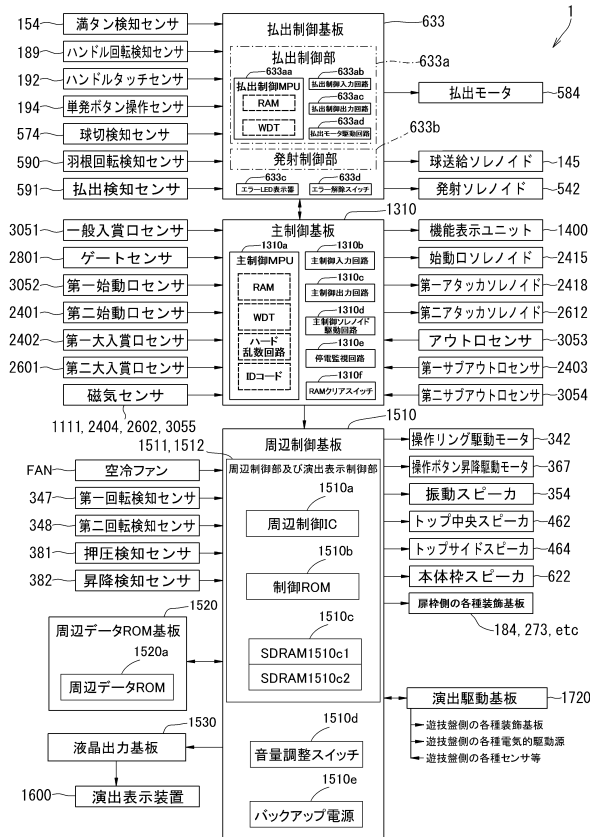 1
154 満タン検知センサ
189 ハンドル回転検知センサ
192 ハンドルタッチセンサ
194 単発ボタン操作センサ
574 球切検知センサ
590 羽根回転検知センサ
591 払出検知センサ
払出制御基板 633
払出制御部 633a
633aa
払出制御MPU
RAM
WDT
633ab
払出制御入力回路
633ac
払出制御出力回路
633ad
払出モータ駆動回路
633b
発射制御部
633c
エラーLED表示器
633d
エラー解除スイッチ
払出モータ 584
球送給ソレノイド 145
発射ソレノイド 542
3051 一般入賞口センサ
2801 ゲートセンサ
3052 第一始動口センサ
2401 第二始動口センサ
2402 第一大入賞口センサ
2601 第二大入賞口センサ
磁気センサ
1111, 2404, 2602, 3055
1310
主制御基板
1310a
主制御MPU
RAM
WDT
ハード
乱数回路
IDコード
1310b
主制御入力回路
1310c
主制御出力回路
1310d
主制御ソレノイド
駆動回路
1310e
停電監視回路
1310f
RAMクリアスイッチ
機能表示ユニット 1400
始動口ソレノイド 2415
第一アタッカソレノイド 2418
第二アタッカソレノイド 2612
アウトロセンサ 3053
第一サブアウトロセンサ 2403
第二サブアウトロセンサ 3054
1510
周辺制御基板
1511, 1512
周辺制御部及び演出表示制御部
1510a
周辺制御IC
1510b
制御ROM
1510c
SDRAM1510c1
SDRAM1510c2
1510d
音量調整スイッチ
1510e
バックアップ電源
FAN 空冷ファン
347 第一回転検知センサ
348 第二回転検知センサ
381 押圧検知センサ
382 昇降検知センサ
1520
周辺データROM基板
1520a
周辺データROM
1530
液晶出力基板
1600 演出表示装置
操作リング駆動モータ 342
操作ボタン昇降駆動モータ 367
振動スピーカ 354
トップ中央スピーカ 462
トップサイドスピーカ 464
本体枠スピーカ 622
扉枠側の各種装飾基板
184, 273, etc
演出駆動基板 1720
遊技盤側の各種装飾基板
遊技盤側の各種電気的駆動源
遊技盤側の各種センサ等